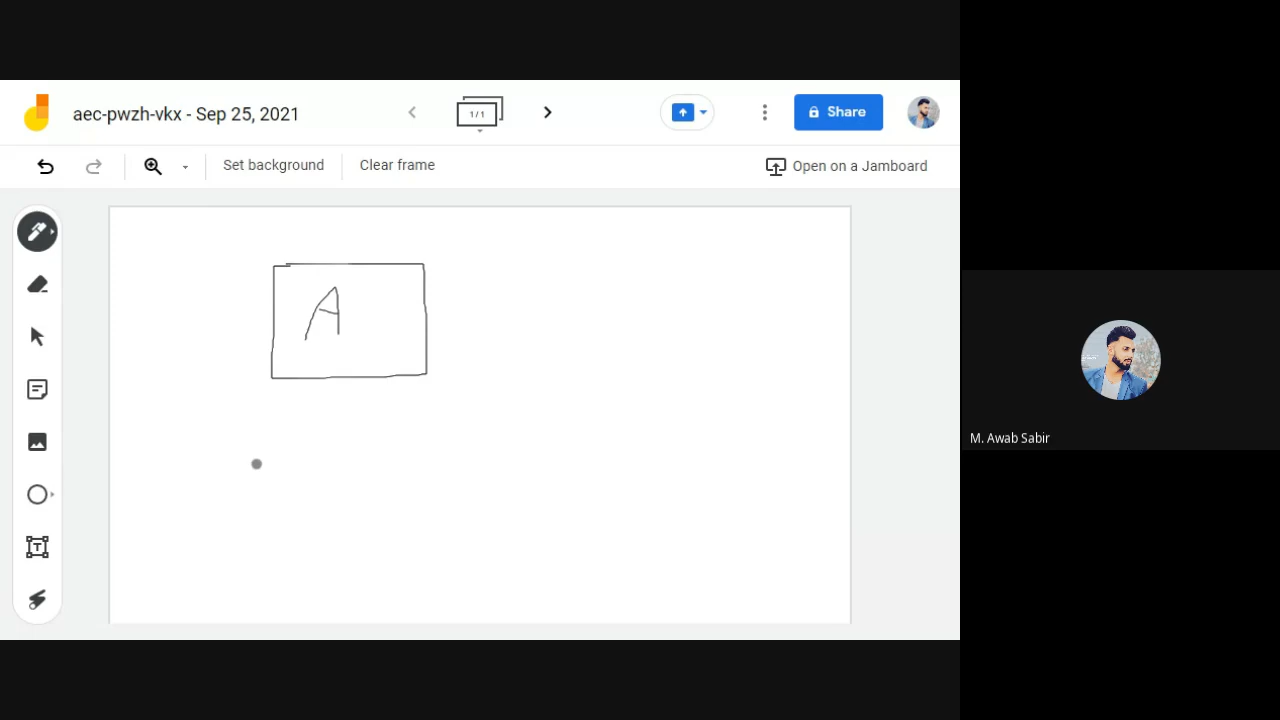 aec-pwzh-vkx - Sep 25, 2021
1/1
Share
Set background
Clear frame
Open on a Jamboard
A
T
M. Awab Sabir